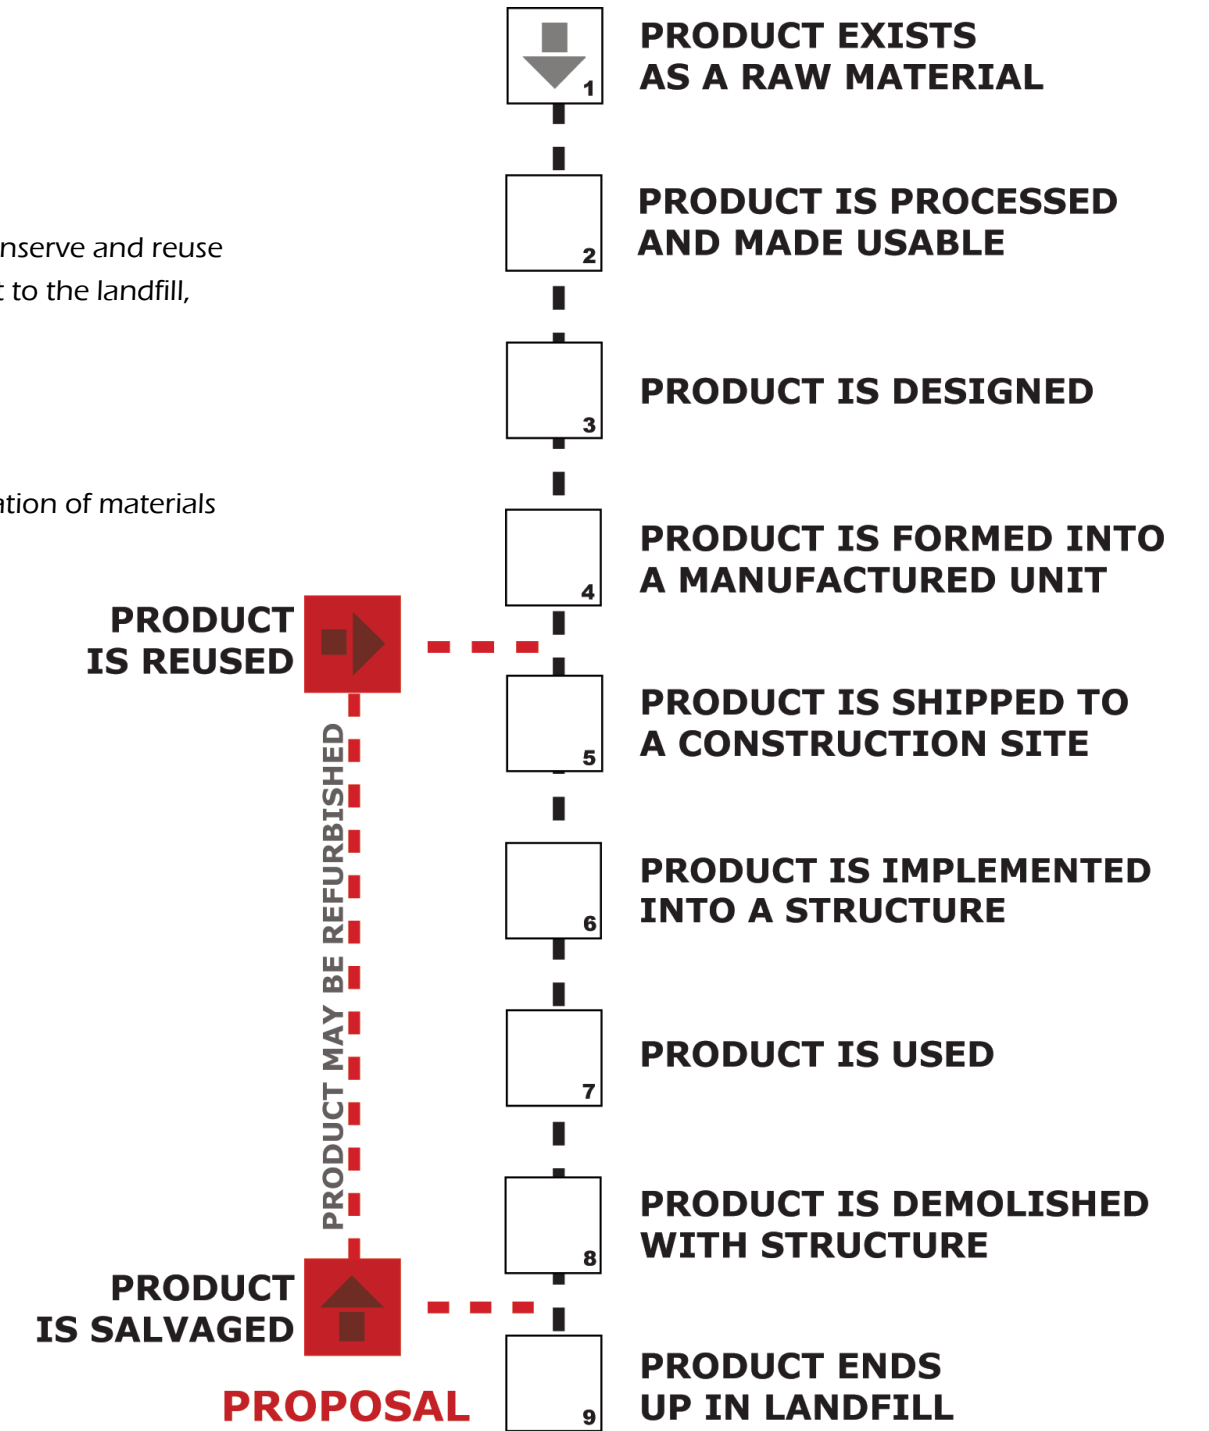 1
PRODUCT EXISTS
AS A RAW MATERIAL
2
PRODUCT IS PROCESSED
AND MADE USABLE
nserve and reuse
t to the landfill,
3
PRODUCT IS DESIGNED
ation of materials
4
PRODUCT IS FORMED INTO
A MANUFACTURED UNIT
PRODUCT
IS REUSED
5
PRODUCT IS SHIPPED TO
A CONSTRUCTION SITE
PRODUCT MAY BE REFURBISHED
6
PRODUCT IS IMPLEMENTED
INTO A STRUCTURE
7
PRODUCT IS USED
8
PRODUCT IS DEMOLISHED
WITH STRUCTURE
PRODUCT
IS SALVAGED
PROPOSAL
9
PRODUCT ENDS
UP IN LANDFILL